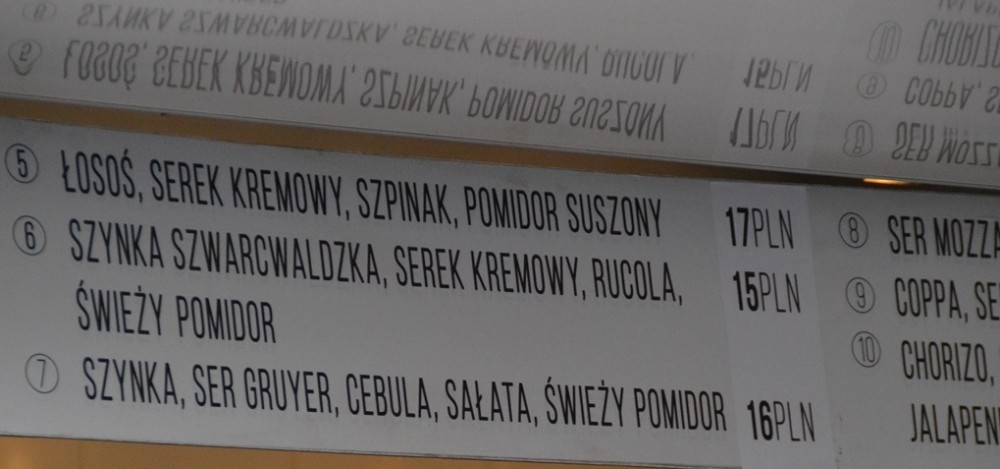 5 ŁOSOŚ, SEREK KREMOWY, SZPINAK, POMIDOR SUSZONY 17PLN
6 SZYNKA SZWARCWALDZKA, SEREK KREMOWY, RUCOLA, 15PLN
ŚWIEŻY POMIDOR
7 SZYNKA, SER GRUYER, CEBULA, SAŁATA, ŚWIEŻY POMIDOR 16PLN
8 SER
9 COPPA,
10 CHORIZO,